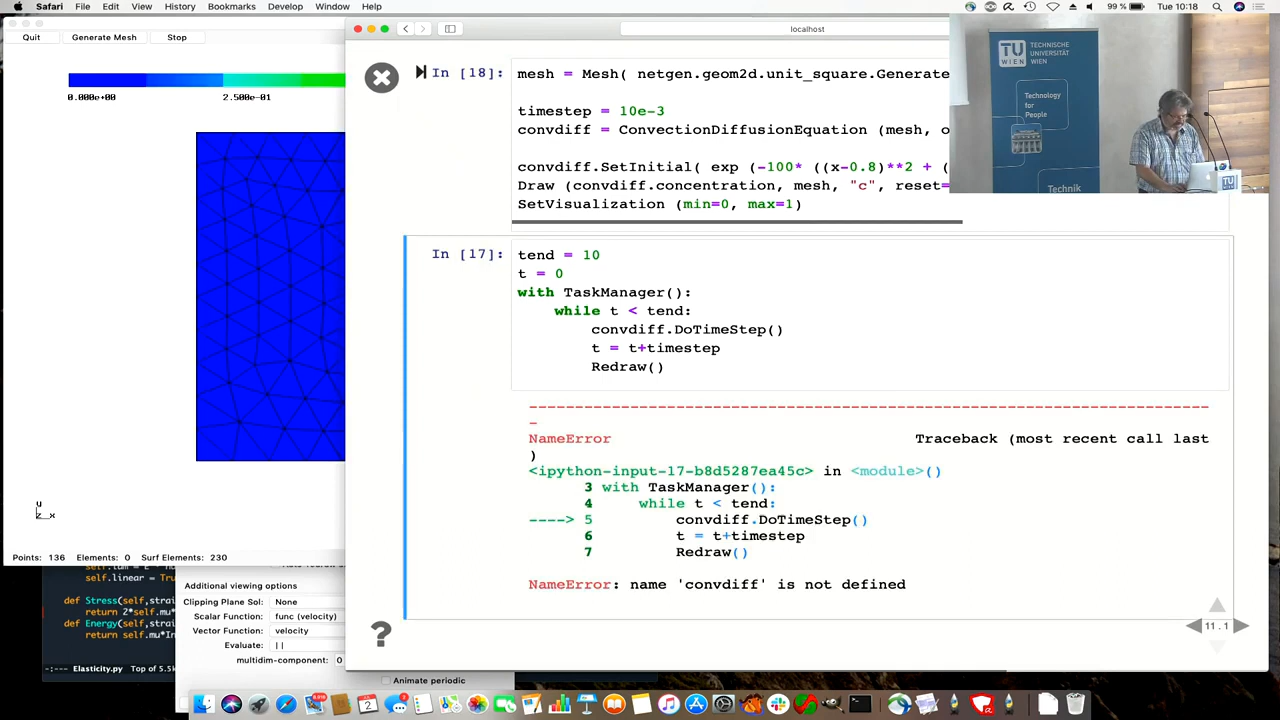 Safari File Edit View History Bookmarks Develop Window Help
99 % Tue 10:18
Quit Generate Mesh Stop
0.000e+00 2.500e-01
Points: 136 Elements: 0 Surf Elements: 230
localhost
In [18]:
mesh = Mesh( netgen.geom2d.unit_square.Generate
timestep = 10e-3
convdiff = ConvectionDiffusionEquation (mesh, o
convdiff.SetInitial( exp (-100* ((x-0.8)**2 + (
Draw (convdiff.concentration, mesh, "c", reset=
SetVisualization (min=0, max=1)
In [17]:
tend = 10
t = 0
with TaskManager():
while t < tend:
convdiff.DoTimeStep()
t = t+timestep
Redraw()
--------------------------------------------------------------------------
-
NameError Traceback (most recent call last
)
<ipython-input-17-b8d5287ea45c> in <module>()
3 with TaskManager():
4 while t < tend:
----> 5 convdiff.DoTimeStep()
6 t = t+timestep
7 Redraw()
NameError: name 'convdiff' is not defined
?
11.1
TU
WIEN
TECHNISCHE
UNIVERSITÄT
WIEN
Technology
for
People
Technik
self.linear = Tru
def Stress(self,strai
return 2*self.mu*
def Energy(self,strai
return self.mu*In
Elasticity.py Top of 5.5k
Additional viewing options
Clipping Plane Sol: None
Scalar Function: func (velocity)
Vector Function: velocity
Evaluate: | |
multidim-component: 0
Animate periodic